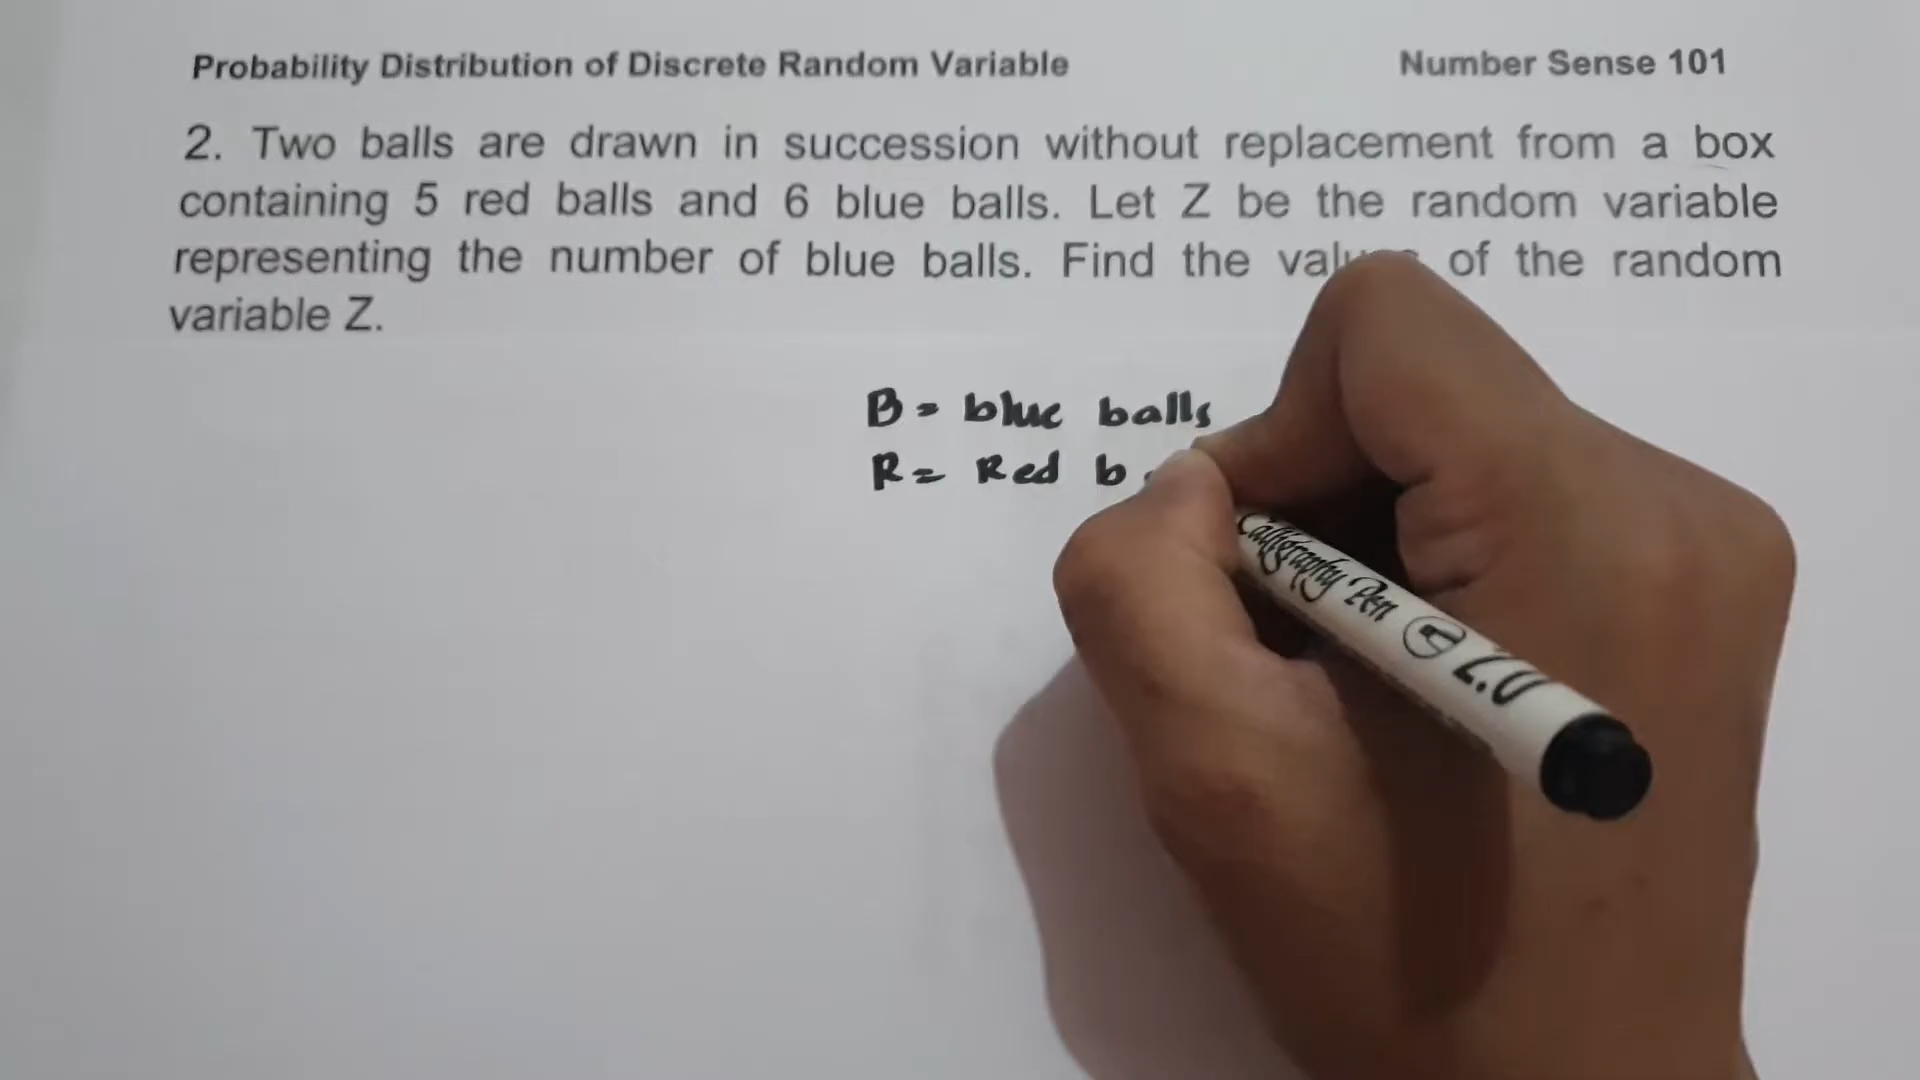 Probability Distribution of Discrete Random Variable Number Sense 101
2. Two balls are drawn in succession without replacement from a box
containing 5 red balls and 6 blue balls. Let Z be the random variable
representing the number of blue balls. Find the of the random
variable Z.
B = blue balls
R = Red b
Calligraphy Pen 2.0